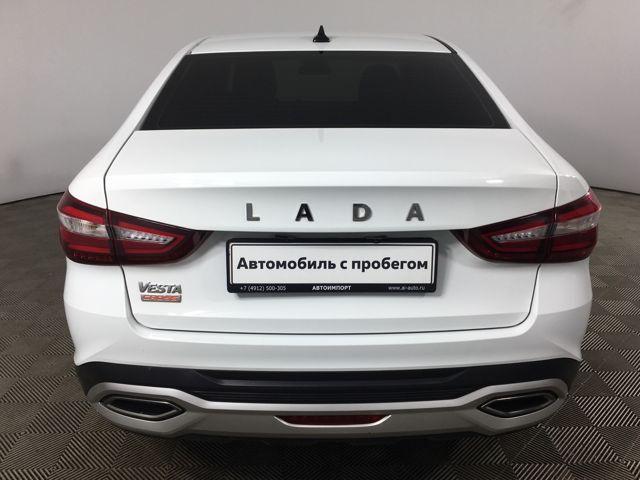 LADA
Автомобиль с пробегом
+7 (4912) 500-305 АВТОИМПОРТ www.ai-auto.ru
VESTA
CROSS